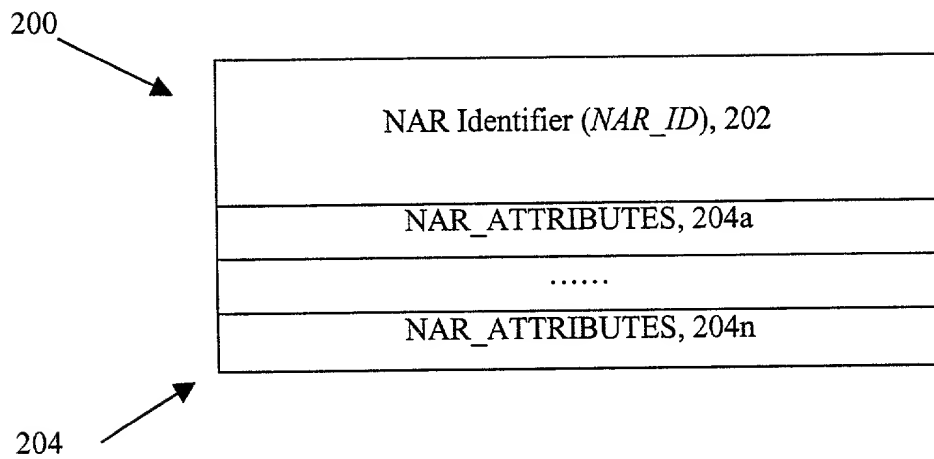 200
NAR Identifier (NAR_ID), 202
NAR_ATTRIBUTES, 204a
......
NAR_ATTRIBUTES, 204n
204